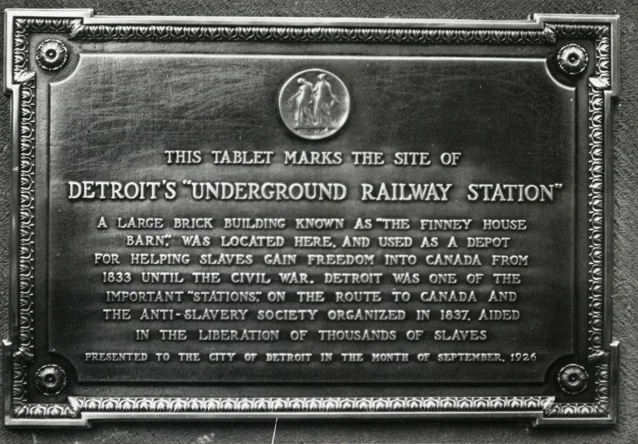 THIS TABLET MARKS THE SITE OF
DETROIT'S "UNDERGROUND RAILWAY STATION"
A LARGE BRICK BUILDING KNOWN AS "THE FINNEY HOUSE
BARN", WAS LOCATED HERE, AND USED AS A DEPOT
FOR HELPING SLAVES GAIN FREEDOM INTO CANADA FROM
1833 UNTIL THE CIVIL WAR. DETROIT WAS ONE OF THE
IMPORTANT "STATIONS", ON THE ROUTE TO CANADA AND
THE ANTI-SLAVERY SOCIETY ORGANIZED IN 1837, AIDED
IN THE LIBERATION OF THOUSANDS OF SLAVES
PRESENTED TO THE CITY OF DETROIT IN THE MONTH OF SEPTEMBER, 1926